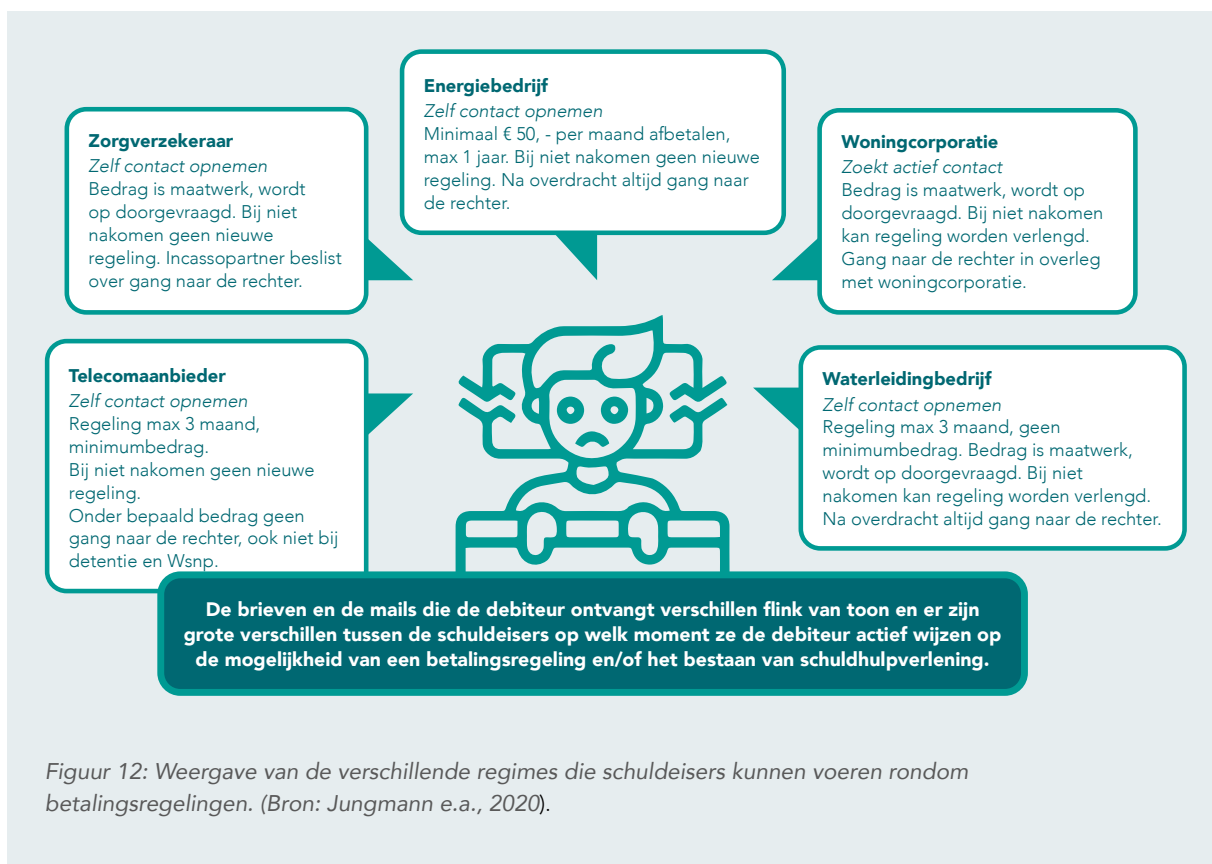 Energiebedrijf
Zelf contact opnemen
Minimaal € 50, - per maand afbetalen,
max 1 jaar. Bij niet nakomen geen nieuwe
regeling. Na overdracht altijd gang naar
de rechter.
Zorgverzekeraar
Zelf contact opnemen
Bedrag is maatwerk, wordt
op doorgevraagd. Bij niet
nakomen geen nieuwe
regeling. Incassopartner beslist
over gang naar de rechter.
Woningcorporatie
Zoekt actief contact
Bedrag is maatwerk, wordt op
doorgevraagd. Bij niet nakomen
kan regeling worden verlengd.
Gang naar de rechter in overleg
met woningcorporatie.
Telecomaanbieder
Zelf contact opnemen
Regeling max 3 maand,
minimumbedrag.
Bij niet nakomen geen nieuwe
regeling.
Onder bepaald bedrag geen
gang naar de rechter, ook niet bij
detentie en Wsnp.
Waterleidingbedrijf
Zelf contact opnemen
Regeling max 3 maand, geen
minimumbedrag. Bedrag is maatwerk,
wordt op doorgevraagd. Bij niet
nakomen kan regeling worden verlengd.
Na overdracht altijd gang naar de rechter.
De brieven en de mails die de debiteur ontvangt verschillen flink van toon en er zijn
grote verschillen tussen de schuldeisers op welk moment ze de debiteur actief wijzen op
de mogelijkheid van een betalingsregeling en/of het bestaan van schuldhulpverlening.
Figuur 12: Weergave van de verschillende regimes die schuldeisers kunnen voeren rondom
betalingsregelingen. (Bron: Jungmann e.a., 2020).